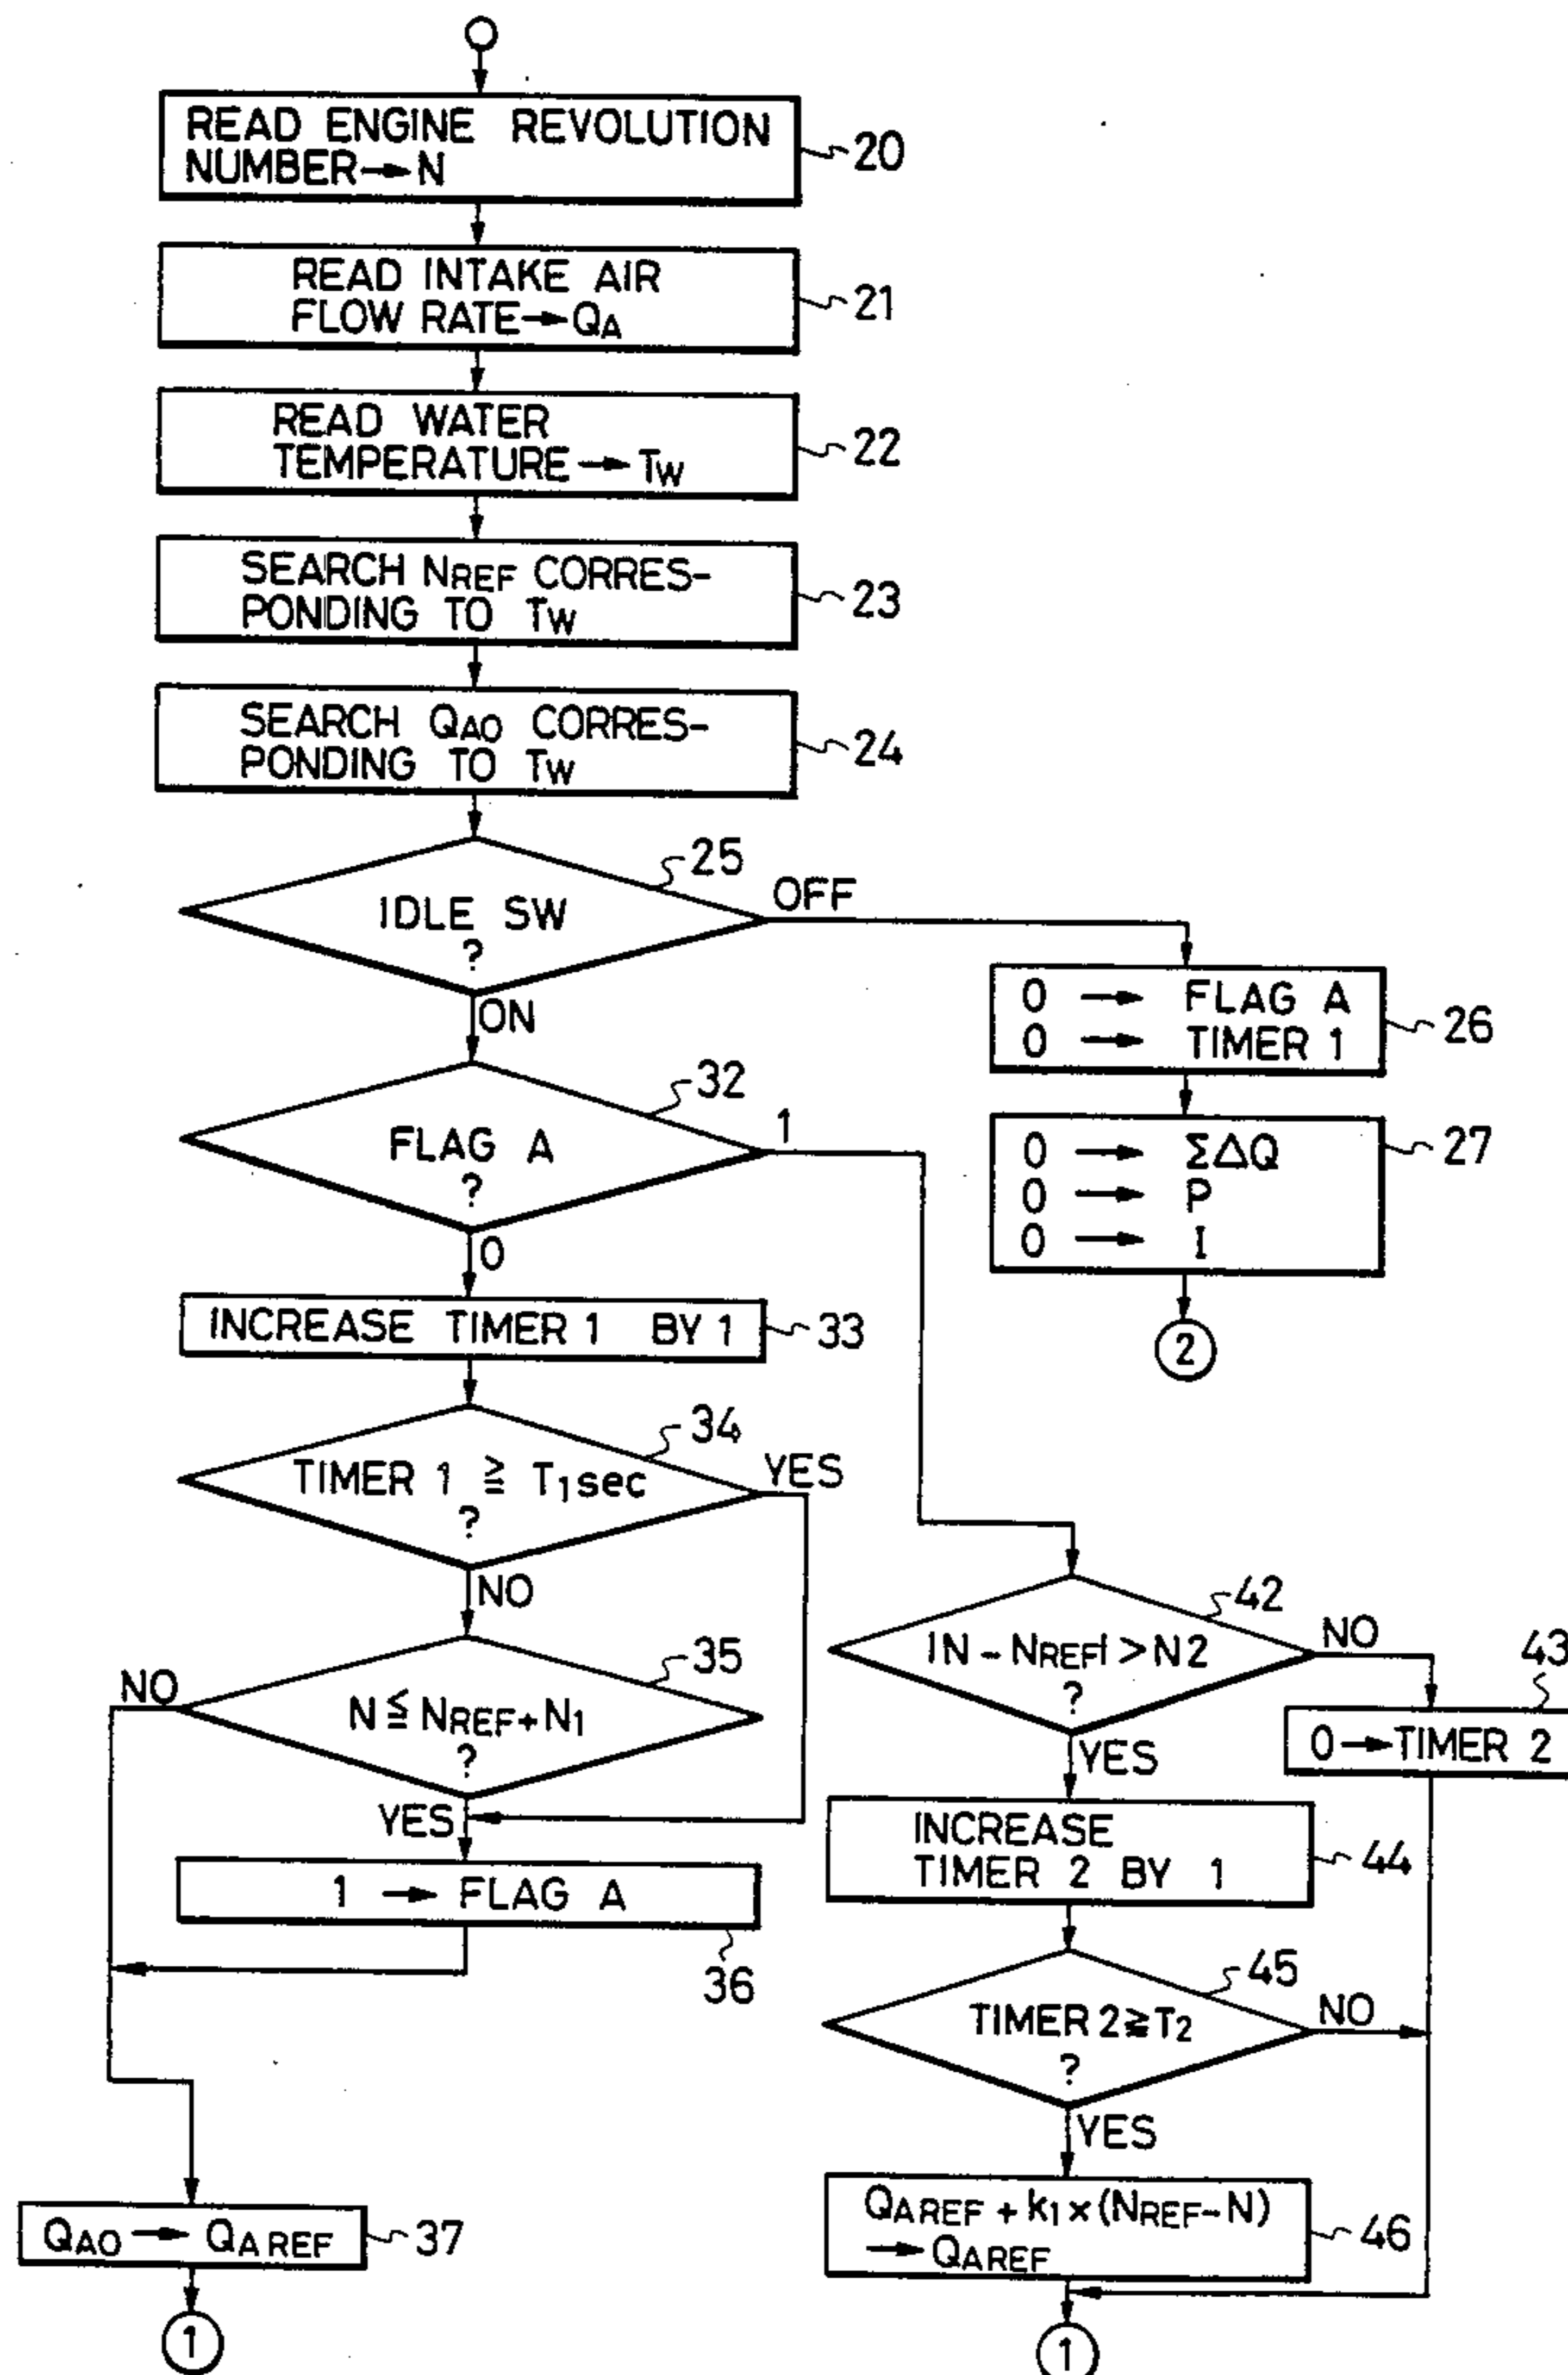 READ ENGINE REVOLUTION
NUMBER→N
20
READ INTAKE AIR
FLOW RATE→QA
21
READ WATER
TEMPERATURE→TW
22
SEARCH NREF CORRES-
PONDING TO TW
23
SEARCH QAO CORRES-
PONDING TO TW
24
25
IDLE SW
?
OFF
ON
0 → FLAG A
0 → TIMER 1
26
0 → ΣΔQ
0 → P
0 → I
27
2
32
FLAG A
?
1
0
INCREASE TIMER 1 BY 1
33
34
TIMER 1 ≧ T1sec
?
YES
NO
35
NO
N≦NREF+N1
?
YES
1 → FLAG A
36
QAO → QAREF
37
1
42
|N-NREF|>N2
?
NO
YES
43
0→TIMER 2
INCREASE
TIMER 2 BY 1
44
45
TIMER 2≧T2
?
NO
YES
QAREF+k1×(NREF-N)
→QAREF
46
1